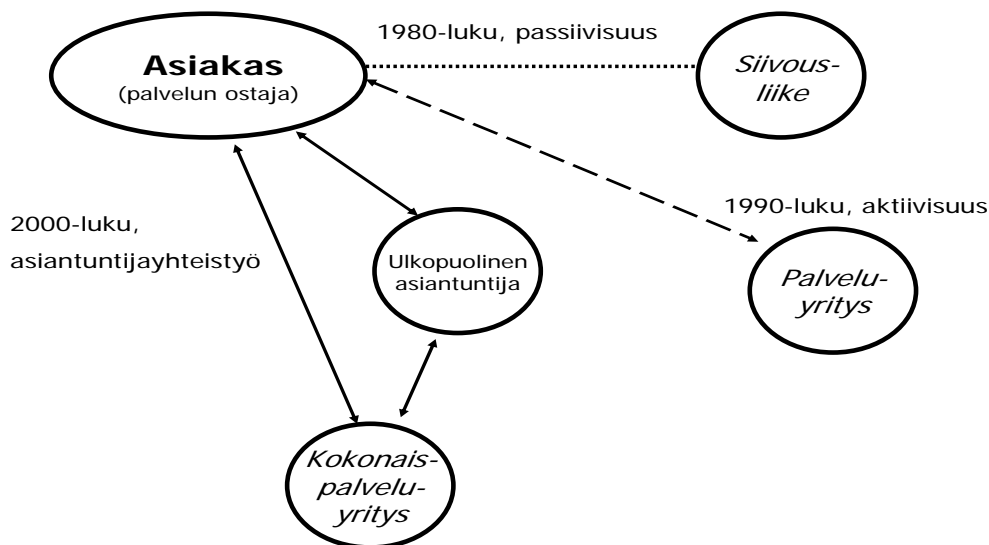 1980-luku, passiivisuus
Asiakas
(palvelun ostaja)
Siivous-
liike
1990-luku, aktiivisuus
2000-luku,
asiantuntijayhteistyö
Ulkopuolinen
asiantuntija
Palvelu-
yritys
Kokonais-
palvelu-
yritys